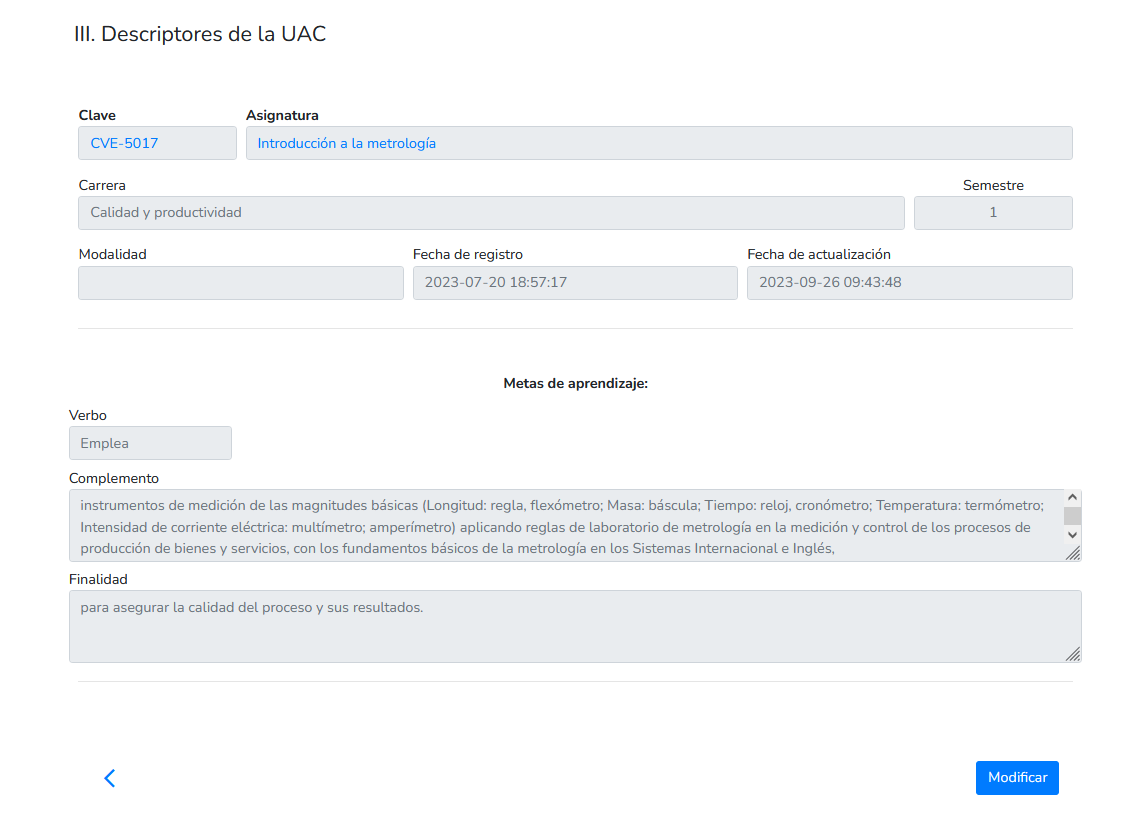 III. Descriptores de la UAC
Clave
Asignatura
CVE-5017
Introducción a la metrología
Carrera
Semestre
Calidad y productividad
1
Modalidad
Fecha de registro
Fecha de actualización
2023-07-20 18:57:17
2023-09-26 09:43:48
Metas de aprendizaje:
Verbo
Emplea
Complemento
instrumentos de medición de las magnitudes básicas (Longitud: regla, flexómetro; Masa: báscula; Tiempo: reloj, cronómetro; Temperatura: termómetro;
Intensidad de corriente eléctrica: multímetro; amperímetro) aplicando reglas de laboratorio de metrología en la medición y control de los procesos de
producción de bienes y servicios, con los fundamentos básicos de la metrología en los Sistemas Internacional e Inglés,
Finalidad
para asegurar la calidad del proceso y sus resultados.
Modificar